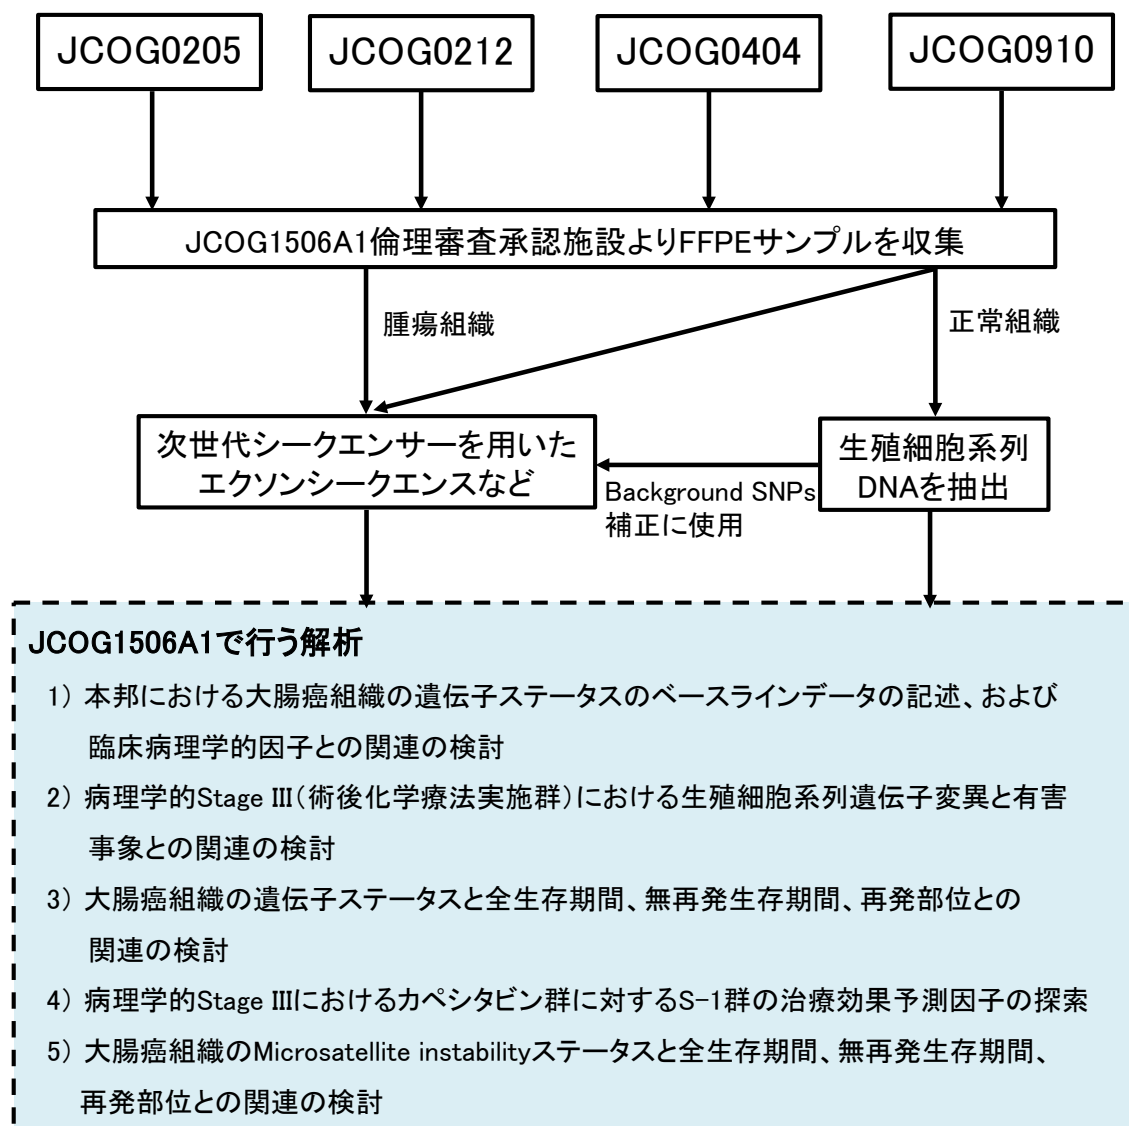 JCOG0205
JCOG0212
JCOG0404
JCOG0910
JCOG1506A1倫理審査承認施設よりFFPEサンプルを収集
腫瘍組織
正常組織
次世代シークエンサーを用いた
エクソンシークエンスなど
生殖細胞系列
DNAを抽出
Background SNPs
補正に使用
JCOG1506A1で行う解析
1） 本邦における大腸癌組織の遺伝子ステータスのベースラインデータの記述、および
臨床病理学的因子との関連の検討
2） 病理学的Stage III（術後化学療法実施群）における生殖細胞系列遺伝子変異と有害
事象との関連の検討
3） 大腸癌組織の遺伝子ステータスと全生存期間、無再発生存期間、再発部位との
関連の検討
4） 病理学的Stage IIIにおけるカペシタビン群に対するS-1群の治療効果予測因子の探索
5） 大腸癌組織のMicrosatellite instabilityステータスと全生存期間、無再発生存期間、
再発部位との関連の検討